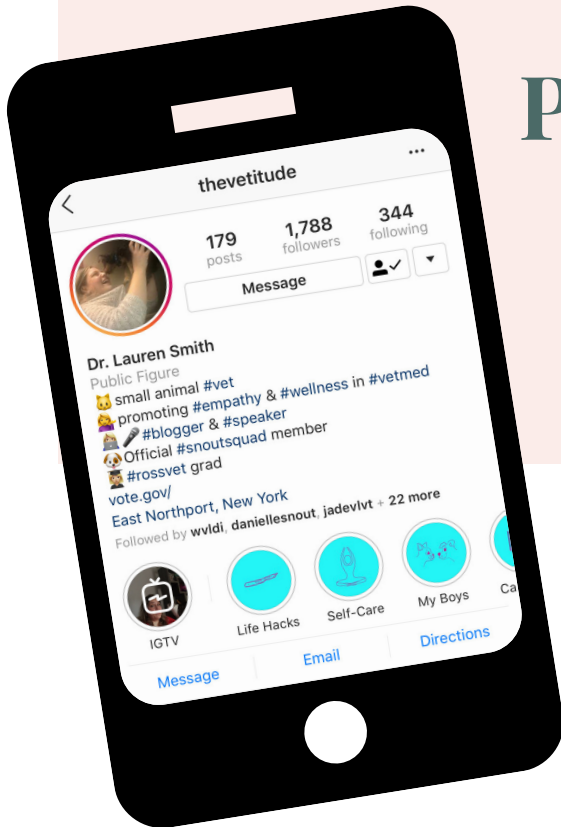 P
thevetitude
179 1,788 344
posts followers following
Message
Dr. Lauren Smith
Public Figure
🐱small animal #vet
💁‍♀️promoting #empathy & #wellness in #vetmed
👩‍💻🎤#blogger & #speaker
🐶Official #snoutsquad member
👩‍🎓#rossvet grad
vote.gov/
East Northport, New York
Followed by wvldi, daniellesnout, jadevlvt + 22 more
IGTV Life Hacks Self-Care My Boys Ca
Message Email Directions